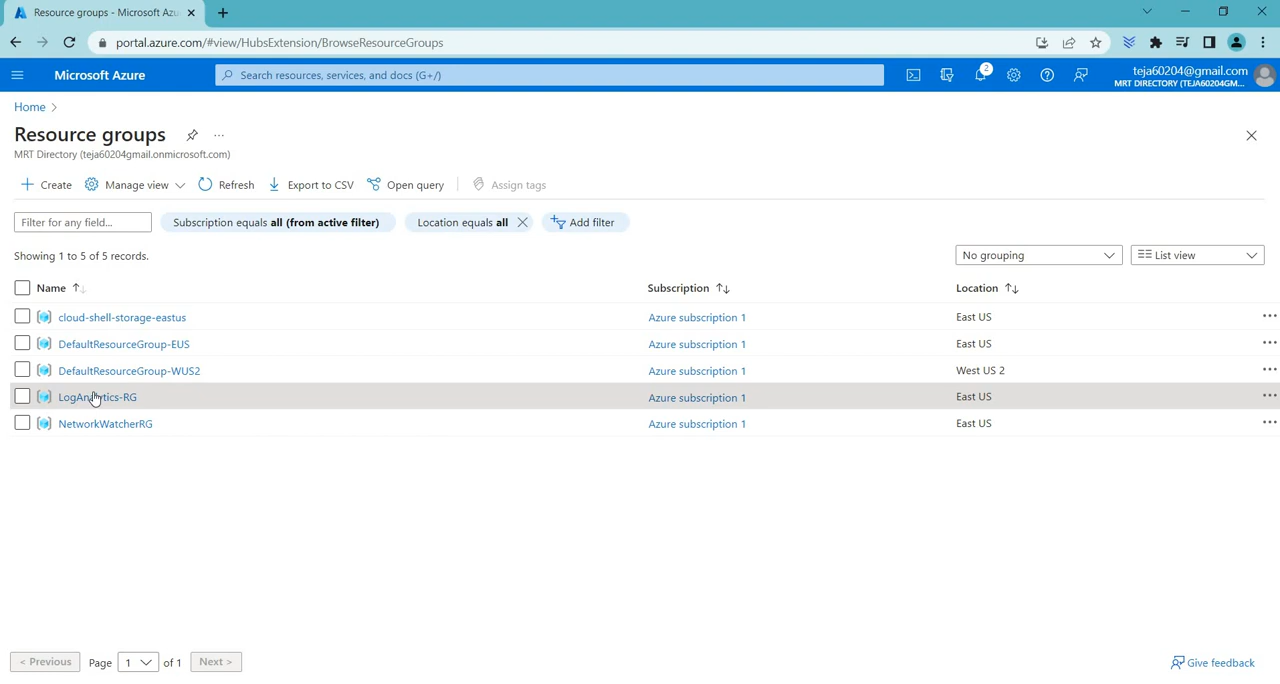 Resource groups - Microsoft Az
portal.azure.com/#view/HubsExtension/BrowseResourceGroups
Microsoft Azure
Search resources, services, and docs (G+/)
2
teja60204@gmail.com
MRT DIRECTORY (TEJA60204GM...
Home
Resource groups
...
MRT Directory (teja60204gmail.onmicrosoft.com)
Create Manage view Refresh Export to CSV Open query Assign tags
Filter for any field... Subscription equals all (from active filter) Location equals all Add filter
Showing 1 to 5 of 5 records.
No grouping List view
Name Subscription Location
cloud-shell-storage-eastus Azure subscription 1 East US
DefaultResourceGroup-EUS Azure subscription 1 East US
DefaultResourceGroup-WUS2 Azure subscription 1 West US 2
LogAnalytics-RG Azure subscription 1 East US
NetworkWatcherRG Azure subscription 1 East US
< Previous Page 1 of 1 Next >
Give feedback